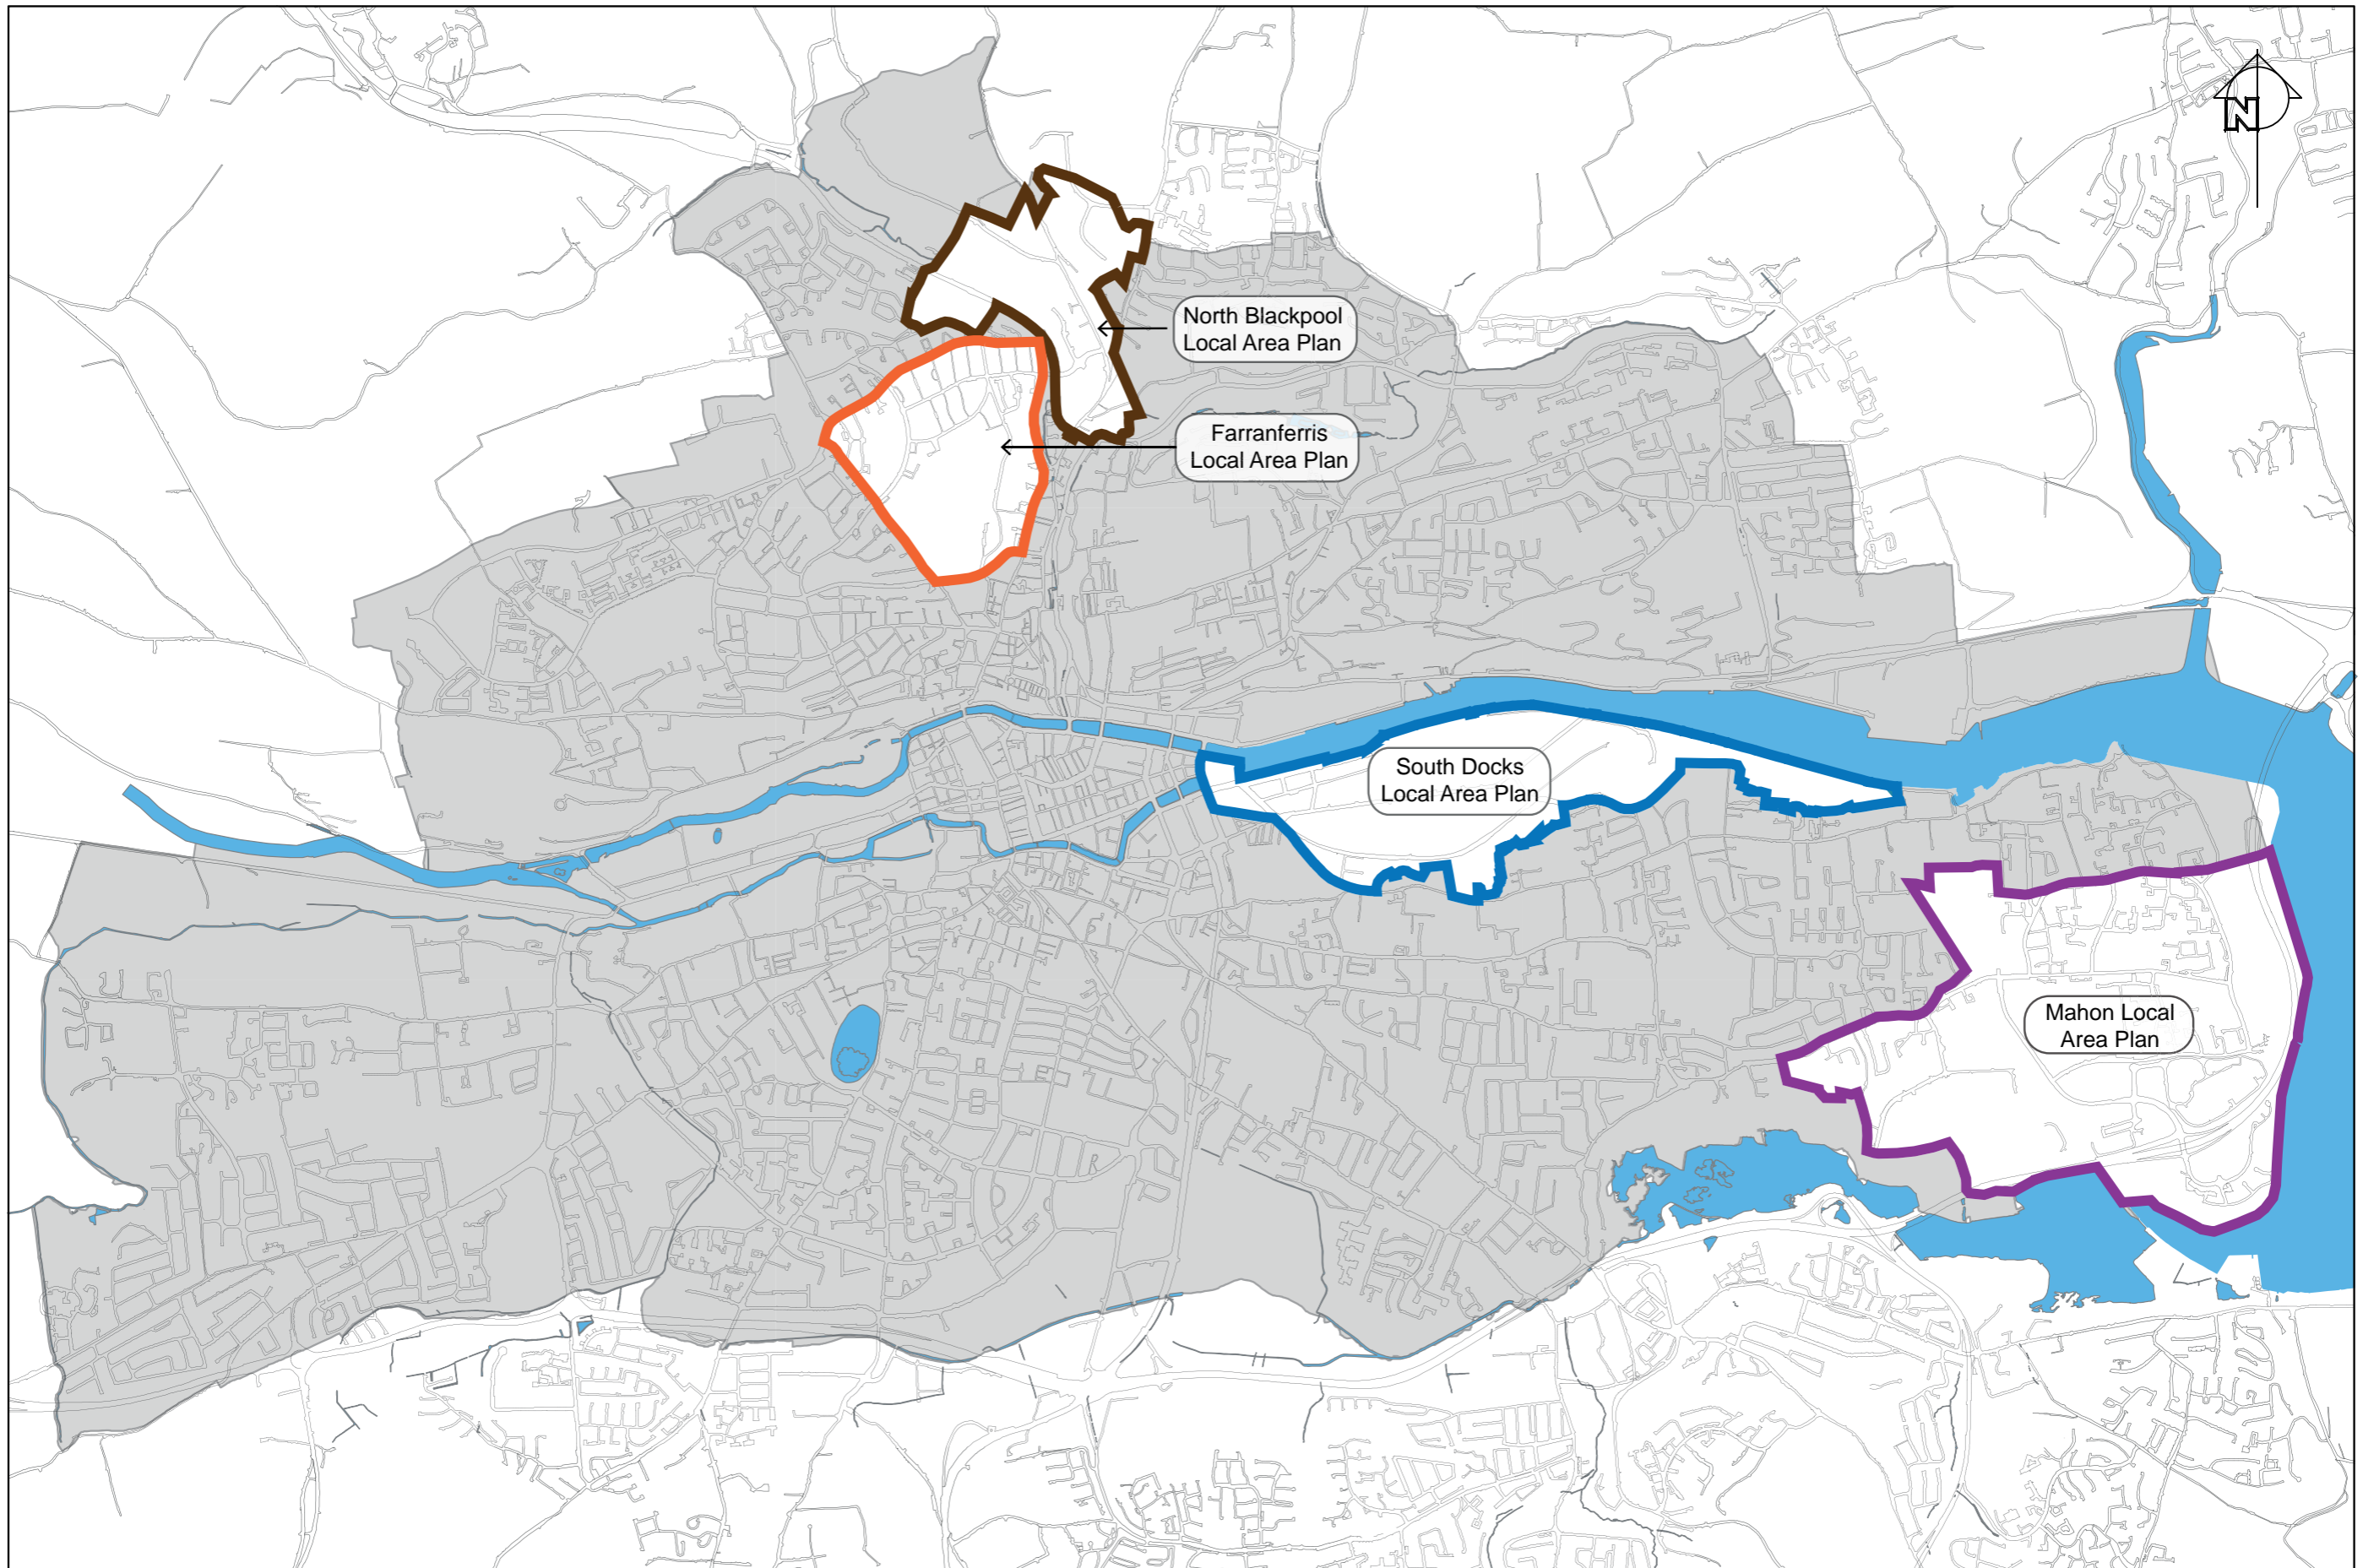 N
North Blackpool
Local Area Plan
Farranferris
Local Area Plan
South Docks
Local Area Plan
Mahon Local
Area Plan